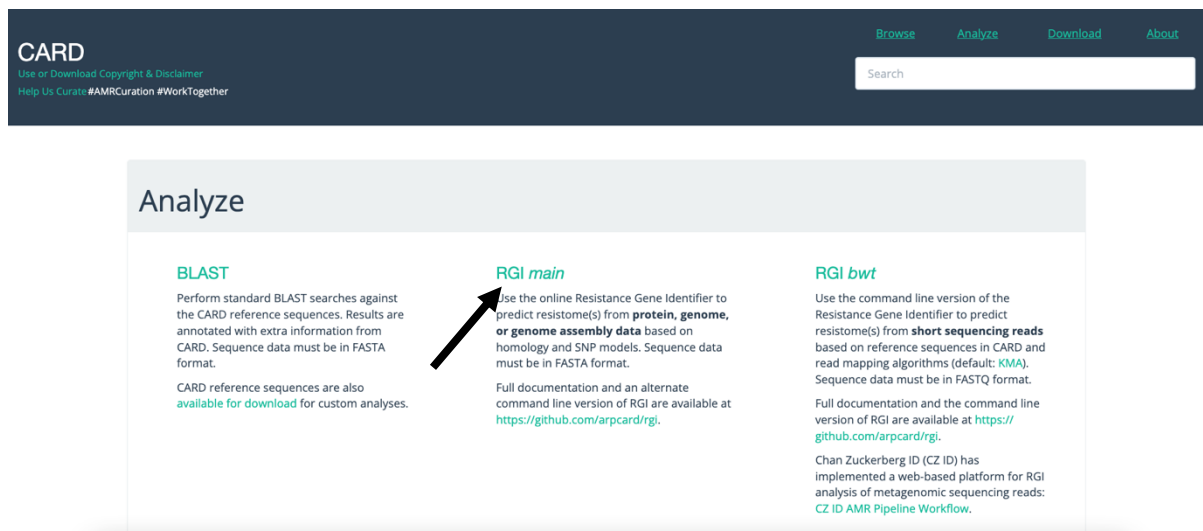 CARD
Use or Download Copyright & Disclaimer
Help Us Curate #AMRCuration #WorkTogether
Browse Analyze Download About
Search
Analyze
BLAST
Perform standard BLAST searches against
the CARD reference sequences. Results are
annotated with extra information from
CARD. Sequence data must be in FASTA
format.
CARD reference sequences are also
available for download for custom analyses.
RGI main
Use the online Resistance Gene Identifier to
predict resistome(s) from protein, genome,
or genome assembly data based on
homology and SNP models. Sequence data
must be in FASTA format.
Full documentation and an alternate
command line version of RGI are available at
https://github.com/arpcard/rgi.
RGI bwt
Use the command line version of the
Resistance Gene Identifier to predict
resistome(s) from short sequencing reads
based on reference sequences in CARD and
read mapping algorithms (default: KMA).
Sequence data must be in FASTQ format.
Full documentation and the command line
version of RGI are available at https://
github.com/arpcard/rgi.
Chan Zuckerberg ID (CZ ID) has
implemented a web-based platform for RGI
analysis of metagenomic sequencing reads:
CZ ID AMR Pipeline Workflow.